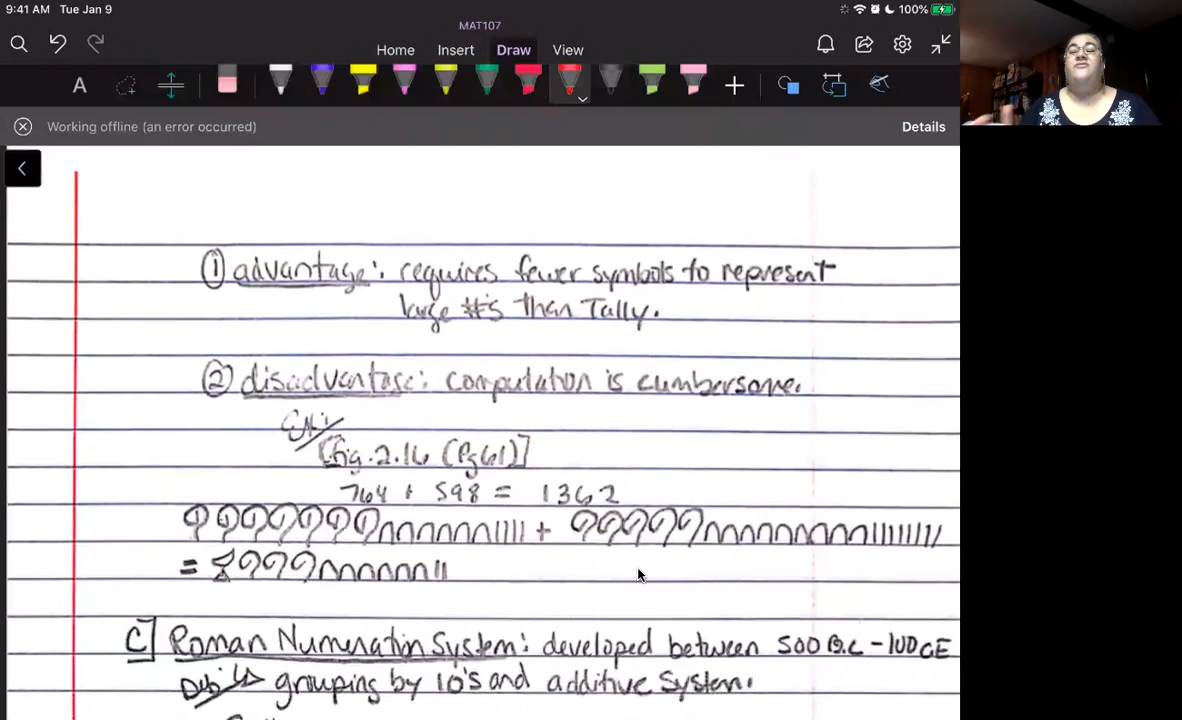 9:41 AM Tue Jan 9
100%
MAT107
Home Insert Draw View
A
Working offline (an error occurred)
Details
① advantage: requires fewer symbols to represent
large #'s than Tally.
② disadvantage: computation is cumbersome.
Ex:
[fig. 2.16 (Pg61)]
764 + 598 = 1362
+
=
C] Roman Numeration System: developed between 500 B.C - 100 CE
grouping by 10's and additive system.